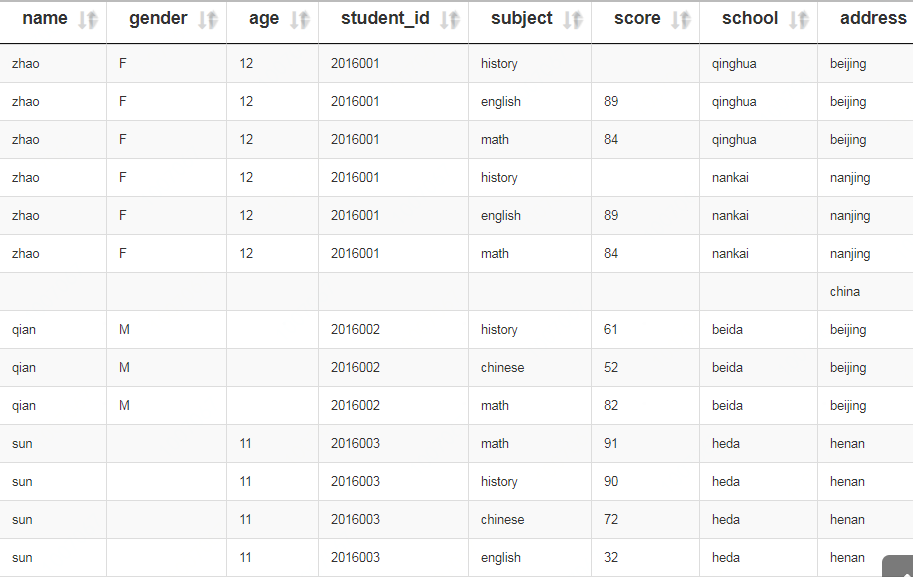 name gender age student_id subject score school address
zhao F 12 2016001 history qinghua beijing
zhao F 12 2016001 english 89 qinghua beijing
zhao F 12 2016001 math 84 qinghua beijing
zhao F 12 2016001 history nankai nanjing
zhao F 12 2016001 english 89 nankai nanjing
zhao F 12 2016001 math 84 nankai nanjing
china
qian M 2016002 history 61 beida beijing
qian M 2016002 chinese 52 beida beijing
qian M 2016002 math 82 beida beijing
sun 11 2016003 math 91 heda henan
sun 11 2016003 history 90 heda henan
sun 11 2016003 chinese 72 heda henan
sun 11 2016003 english 32 heda henan